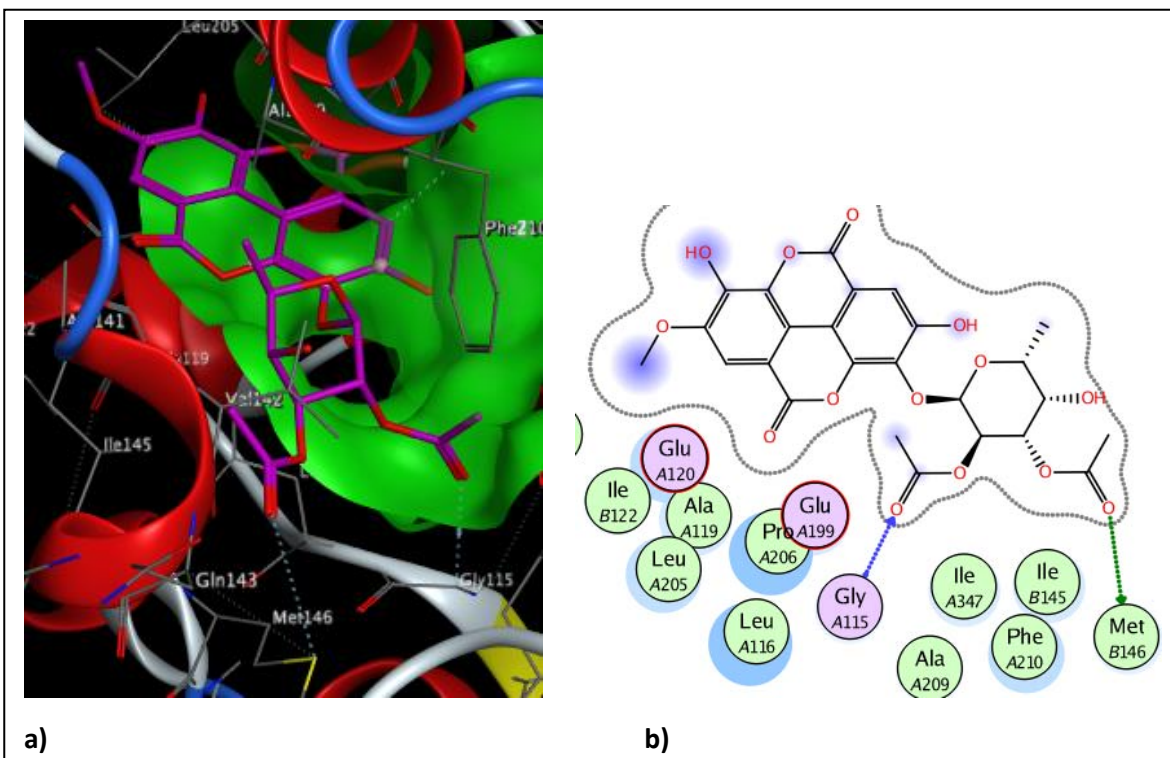 Leu205
Phe210
Ile145
Gln143
Met146
Gly115
a)
HO
O
O
O
O
OH
O
O
O
O
O
OH
O
O
O
O
Glu
A120
Ile
B122
Ala
A119
Leu
A205
Glu
A199
Pro
A206
Leu
A116
Gly
A115
Ile
A347
Ile
B145
Phe
A210
Ala
A209
Met
B146
b)